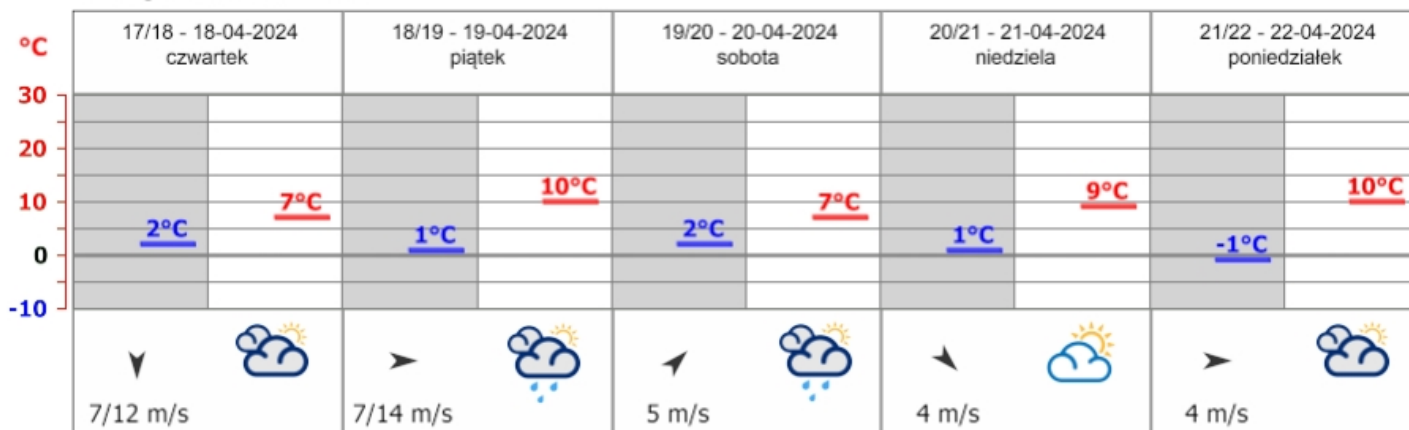 °C
17/18 - 18-04-2024
czwartek
18/19 - 19-04-2024
piątek
19/20 - 20-04-2024
sobota
20/21 - 21-04-2024
niedziela
21/22 - 22-04-2024
poniedziałek
30
20
10
0
-10
2°C
7°C
1°C
10°C
2°C
7°C
1°C
9°C
-1°C
10°C
7/12 m/s
7/14 m/s
5 m/s
4 m/s
4 m/s